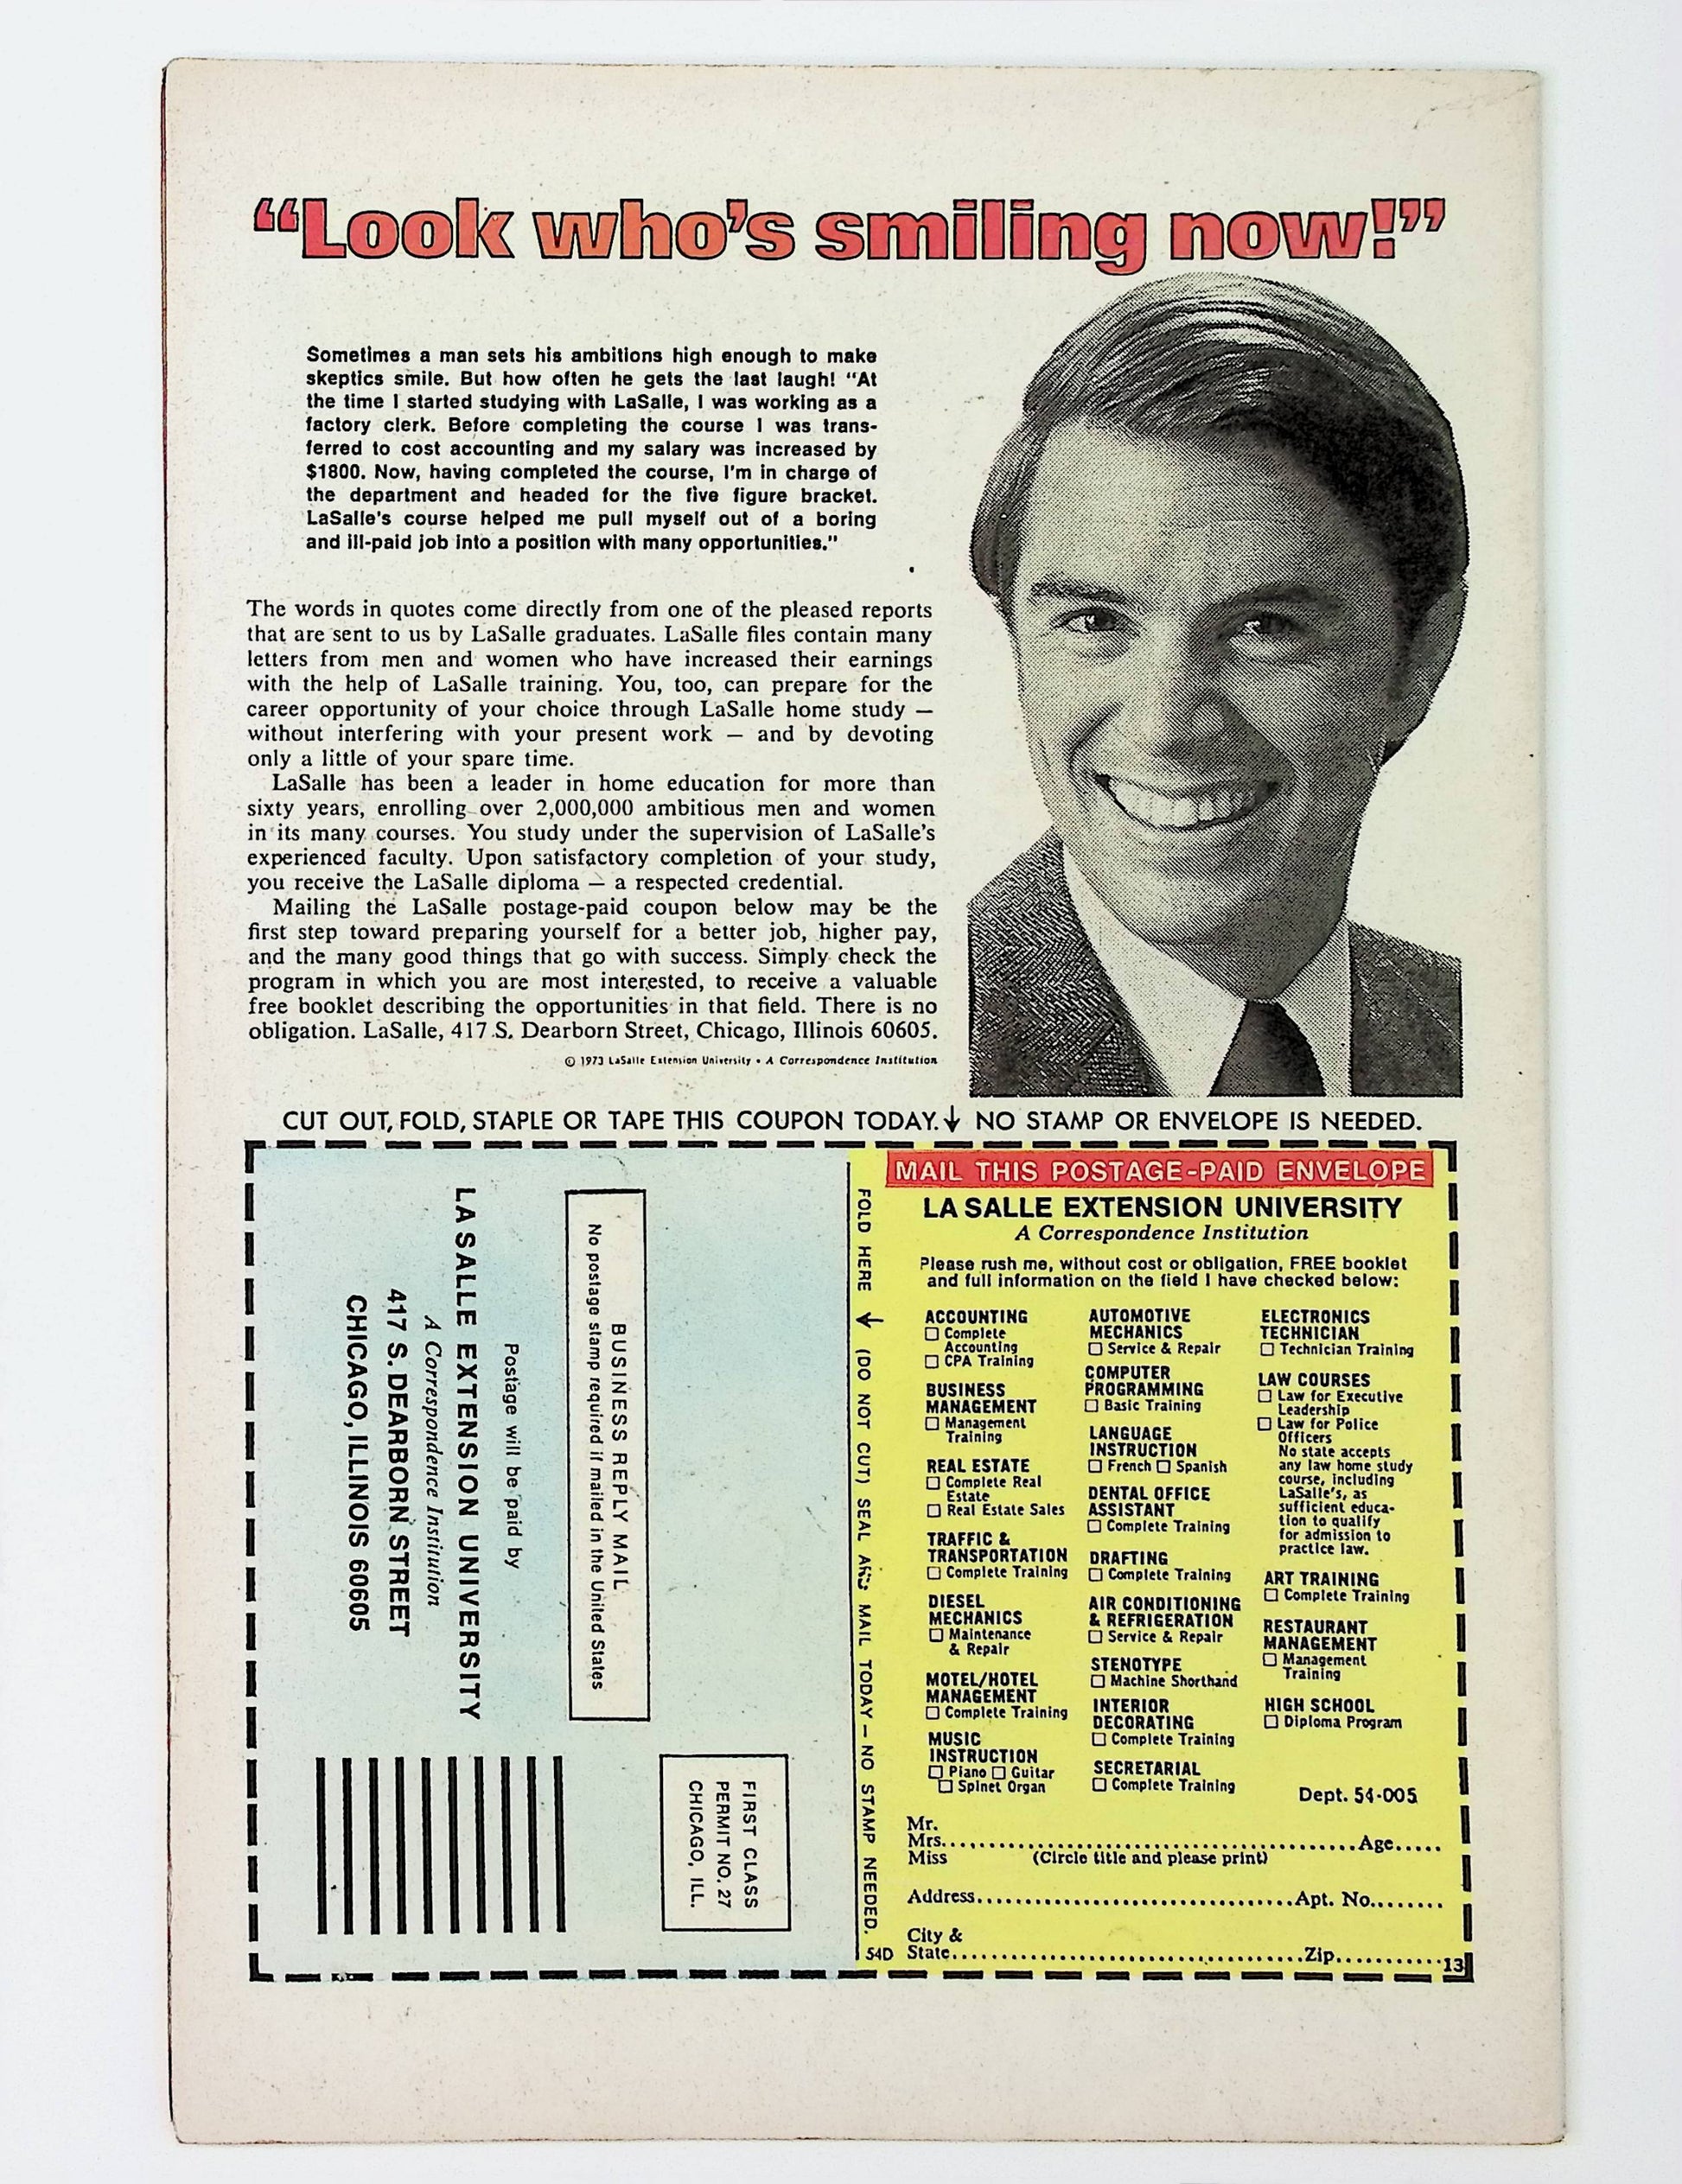 “Look who’s smiling now!”
Sometimes a man sets his ambitions high enough to make
skeptics smile. But how often he gets the last laugh! “At
the time I started studying with LaSalle, I was working as a
factory clerk. Before completing the course I was trans-
ferred to cost accounting and my salary was increased by
$1800. Now, having completed the course, I’m in charge of
the department and headed for the five figure bracket.
LaSalle’s course helped me pull myself out of a boring
and ill-paid job into a position with many opportunities.”
The words in quotes come directly from one of the pleased reports
that are sent to us by LaSalle graduates. LaSalle files contain many
letters from men and women who have increased their earnings
with the help of LaSalle training. You, too, can prepare for the
career opportunity of your choice through LaSalle home study —
without interfering with your present work — and by devoting
only a little of your spare time.
LaSalle has been a leader in home education for more than
sixty years, enrolling over 2,000,000 ambitious men and women
in its many courses. You study under the supervision of LaSalle’s
experienced faculty. Upon satisfactory completion of your study,
you receive the LaSalle diploma — a respected credential.
Mailing the LaSalle postage-paid coupon below may be the
first step toward preparing yourself for a better job, higher pay,
and the many good things that go with success. Simply check the
program in which you are most interested, to receive a valuable
free booklet describing the opportunities in that field. There is no
obligation. LaSalle, 417 S. Dearborn Street, Chicago, Illinois 60605.
© 1973 LaSalle Extension University • A Correspondence Institution
CUT OUT, FOLD, STAPLE OR TAPE THIS COUPON TODAY.↓ NO STAMP OR ENVELOPE IS NEEDED.
FIRST CLASS
PERMIT NO. 27
CHICAGO, ILL.
BUSINESS REPLY MAIL
No postage stamp required if mailed in the United States
Postage will be paid by
LA SALLE EXTENSION UNIVERSITY
A Correspondence Institution
417 S. DEARBORN STREET
CHICAGO, ILLINOIS 60605
FOLD HERE ↓ (DO NOT CUT) SEAL AND MAIL TODAY — NO STAMP NEEDED.
MAIL THIS POSTAGE-PAID ENVELOPE
LA SALLE EXTENSION UNIVERSITY
A Correspondence Institution
Please rush me, without cost or obligation, FREE booklet
and full information on the field I have checked below:
ACCOUNTING
☐ Complete
Accounting
☐ CPA Training
BUSINESS
MANAGEMENT
☐ Management
Training
REAL ESTATE
☐ Complete Real
Estate
☐ Real Estate Sales
TRAFFIC &
TRANSPORTATION
☐ Complete Training
DIESEL
MECHANICS
☐ Maintenance
& Repair
MOTEL/HOTEL
MANAGEMENT
☐ Complete Training
MUSIC
INSTRUCTION
☐ Piano ☐ Guitar
☐ Spinet Organ
AUTOMOTIVE
MECHANICS
☐ Service & Repair
COMPUTER
PROGRAMMING
☐ Basic Training
LANGUAGE
INSTRUCTION
☐ French ☐ Spanish
DENTAL OFFICE
ASSISTANT
☐ Complete Training
DRAFTING
☐ Complete Training
AIR CONDITIONING
& REFRIGERATION
☐ Service & Repair
STENOTYPE
☐ Machine Shorthand
INTERIOR
DECORATING
☐ Complete Training
SECRETARIAL
☐ Complete Training
ELECTRONICS
TECHNICIAN
☐ Technician Training
LAW COURSES
☐ Law for Executive
Leadership
☐ Law for Police
Officers
No state accepts
any law home study
course, including
LaSalle’s, as
sufficient educa-
tion to qualify
for admission to
practice law.
ART TRAINING
☐ Complete Training
RESTAURANT
MANAGEMENT
☐ Management
Training
HIGH SCHOOL
☐ Diploma Program
Dept. 54-005
Mr.
Mrs.................................................Age.....
Miss (Circle title and please print)
Address.................................Apt. No........
City &
54D State....................................Zip...........13